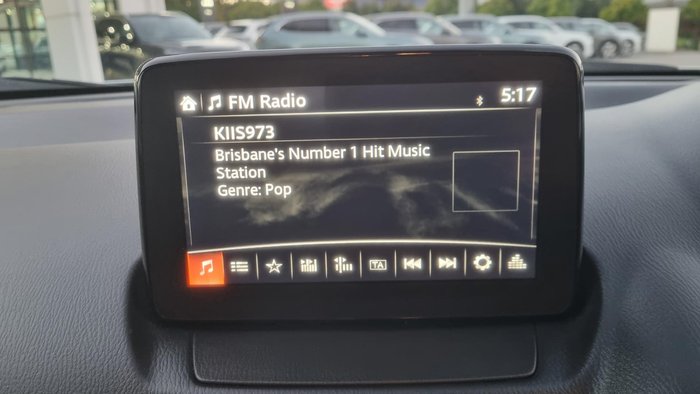 FM Radio
5:17
KIIS973
Brisbane's Number 1 Hit Music
Station
Genre: Pop
TA